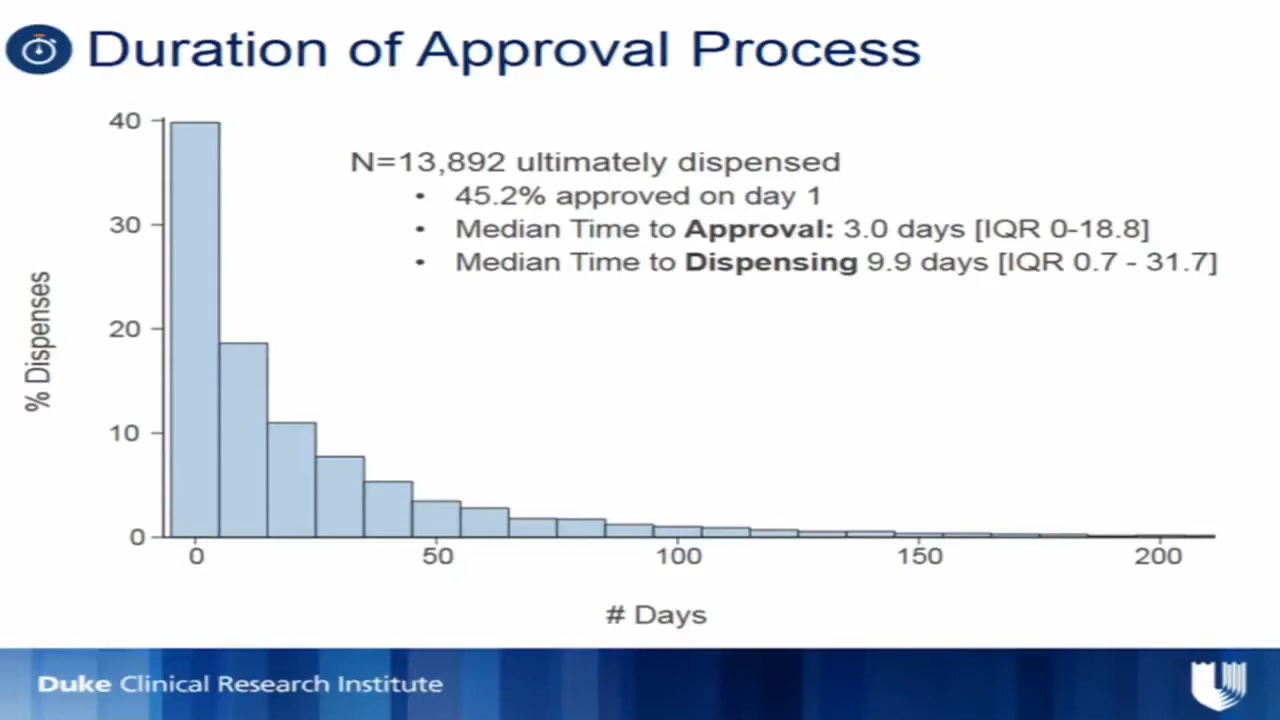 Duration of Approval Process
40
30
20
10
0
% Dispenses
N=13,892 ultimately dispensed
• 45.2% approved on day 1
• Median Time to Approval: 3.0 days [IQR 0-18.8]
• Median Time to Dispensing 9.9 days [IQR 0.7 - 31.7]
0 50 100 150 200
# Days
Duke Clinical Research Institute